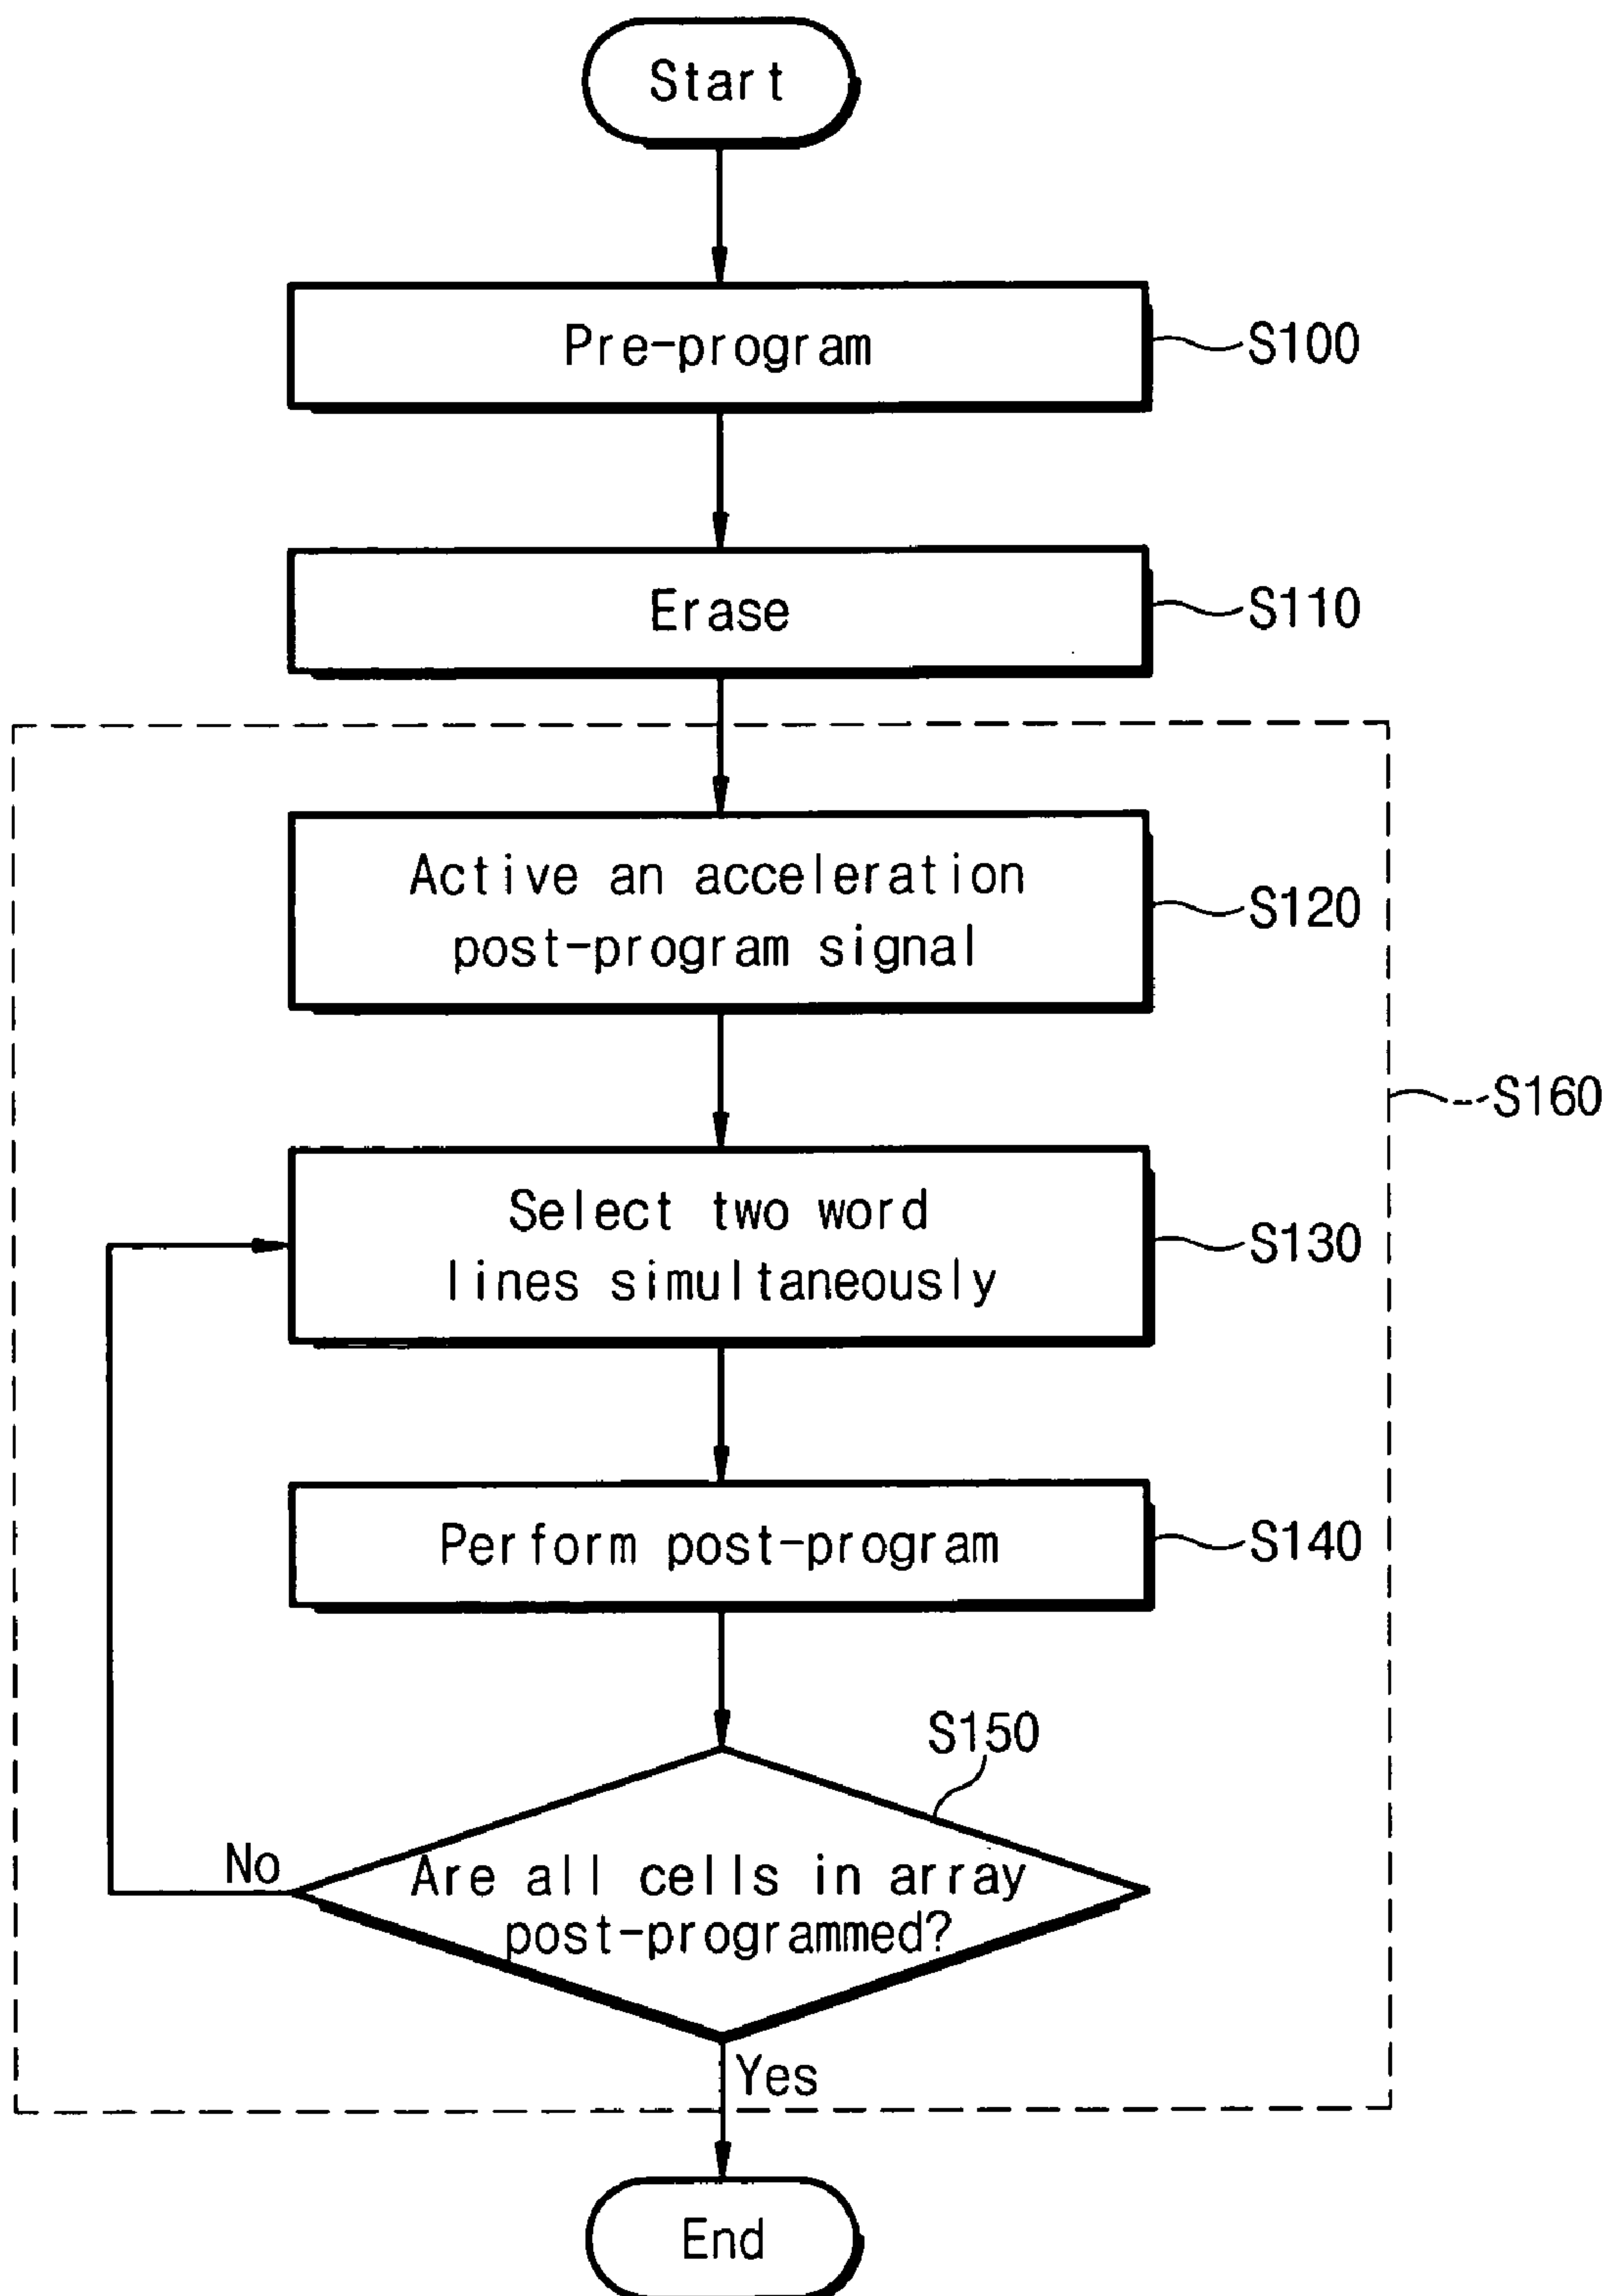 Start
Pre-program
S100
Erase
S110
Active an acceleration
post-program signal
S120
S160
Select two word
lines simultaneously
S130
Perform post-program
S140
S150
No
Are all cells in array
post-programmed?
Yes
End